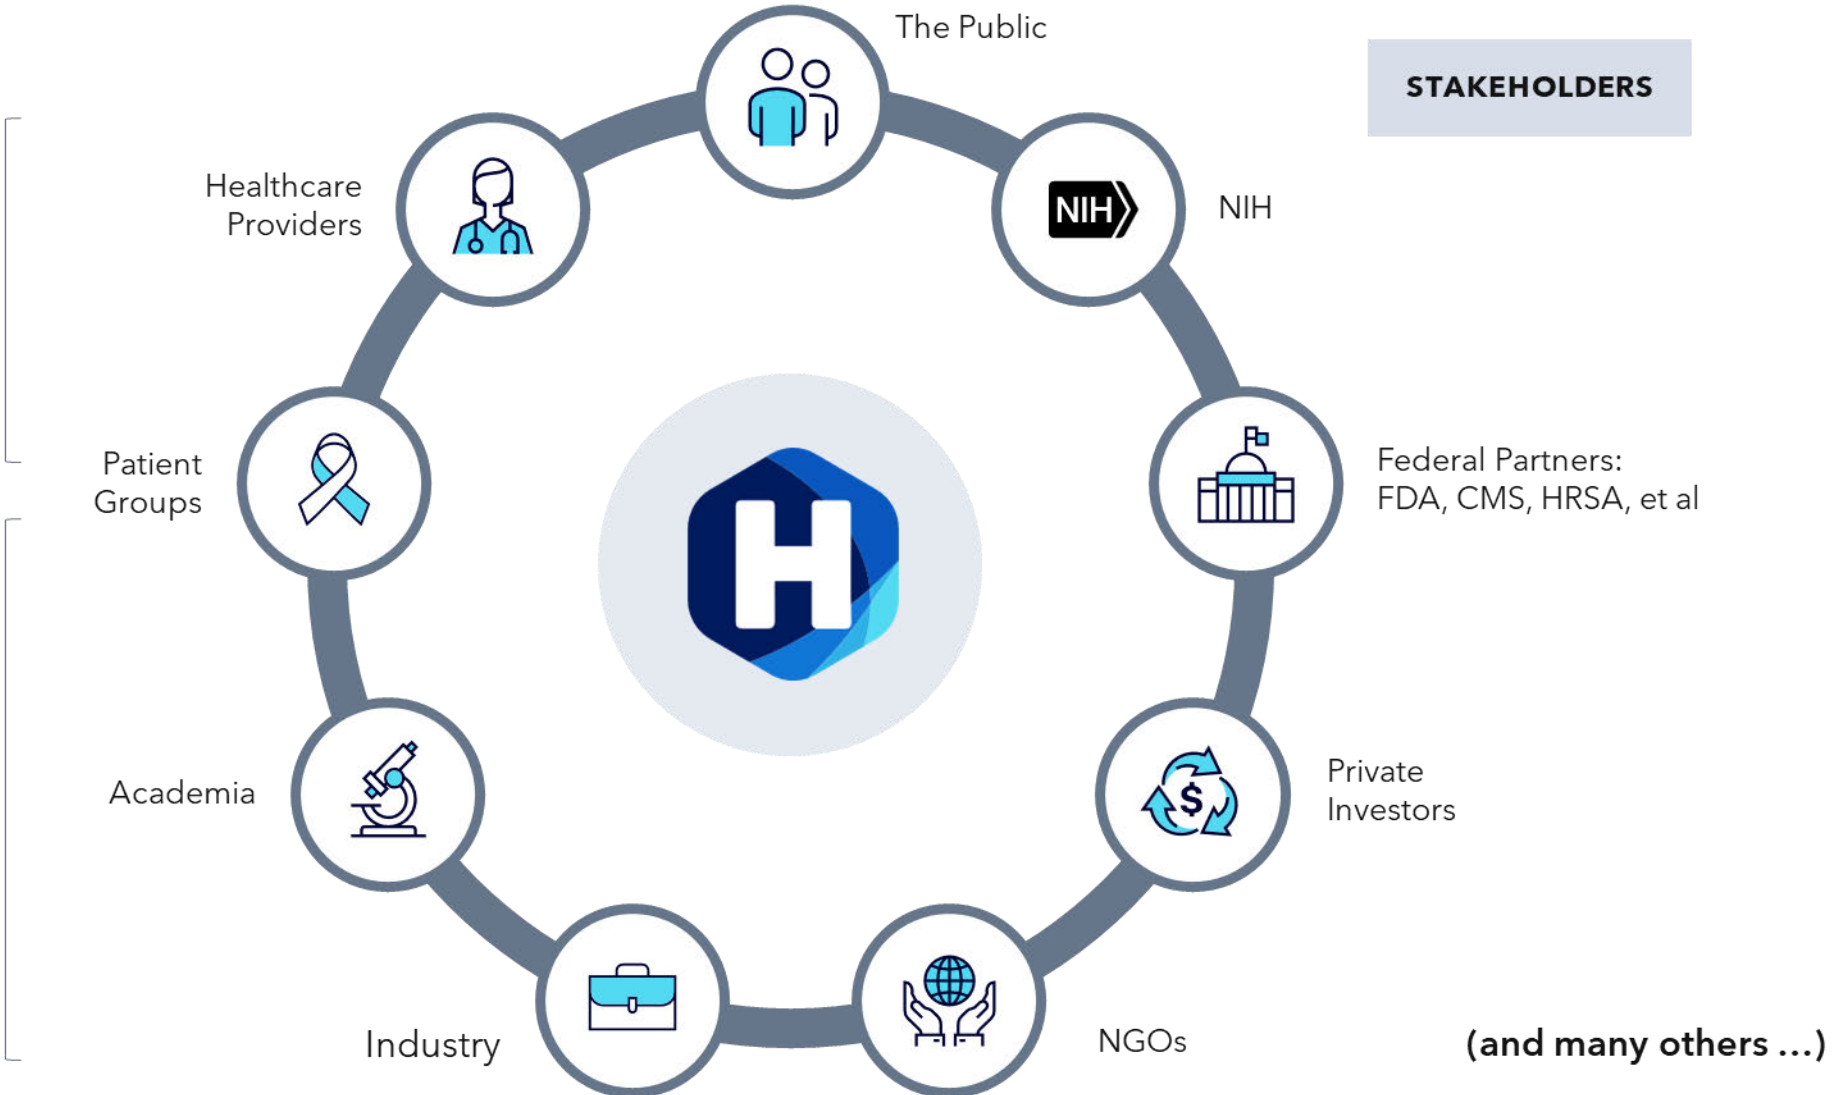 The Public
STAKEHOLDERS
Healthcare
Providers
NIH
NIH
Patient
Groups
H
Federal Partners:
FDA, CMS, HRSA, et al
Academia
$
Private
Investors
Industry
NGOs
(and many others ...)